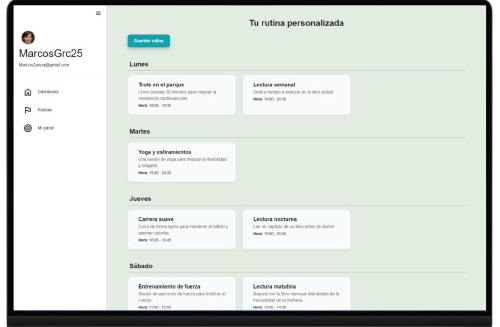 Tu rutina personalizada
Guardar rutina
MarcosGrc25
MarcosGarcia@gmail.com
Dashboard
Rutinas
Mi panel
Lunes
Trote en el parque
Corre durante 30 minutos para mejorar la
resistencia cardiovascular.
Hora: 18:00 - 18:30
Lectura semanal
Dedica tiempo a avanzar en tu libro actual.
Hora: 19:00 - 20:00
Martes
Yoga y estiramientos
Una sesión de yoga para mejorar la flexibilidad
y relajarte.
Hora: 19:00 - 20:00
Jueves
Carrera suave
Corre de forma ligera para mantener el hábito y
quemar calorías.
Hora: 18:00 - 18:45
Lectura nocturna
Lee un capítulo de un libro antes de dormir.
Hora: 19:00 - 20:00
Sábado
Entrenamiento de fuerza
Sesión de ejercicios de fuerza para tonificar el
cuerpo.
Hora: 11:00 - 12:00
Lectura matutina
Avanza con tu libro mensual disfrutando de la
tranquilidad de la mañana.
Hora: 13:00 - 14:00